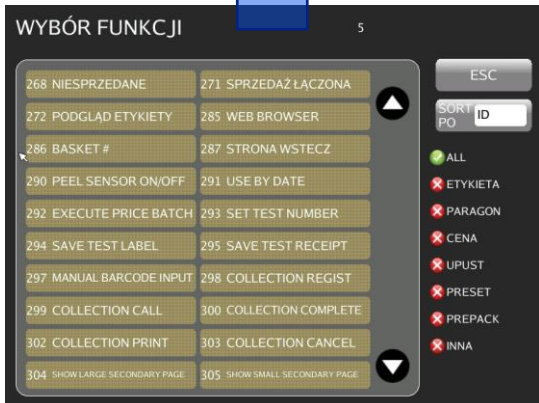 WYBÓR FUNKCJI 5
268 NIESPRZEDANE 271 SPRZEDAŻ ŁĄCZONA
272 PODGLĄD ETYKIETY 285 WEB BROWSER
286 BASKET # 287 STRONA WSTECZ
290 PEEL SENSOR ON/OFF 291 USE BY DATE
292 EXECUTE PRICE BATCH 293 SET TEST NUMBER
294 SAVE TEST LABEL 295 SAVE TEST RECEIPT
297 MANUAL BARCODE INPUT 298 COLLECTION REGIST
299 COLLECTION CALL 300 COLLECTION COMPLETE
302 COLLECTION PRINT 303 COLLECTION CANCEL
304 SHOW LARGE SECONDARY PAGE 305 SHOW SMALL SECONDARY PAGE
ESC
SORT PO ID
ALL
ETYKIETA
PARAGON
CENA
UPUST
PRESET
PREPACK
INNA